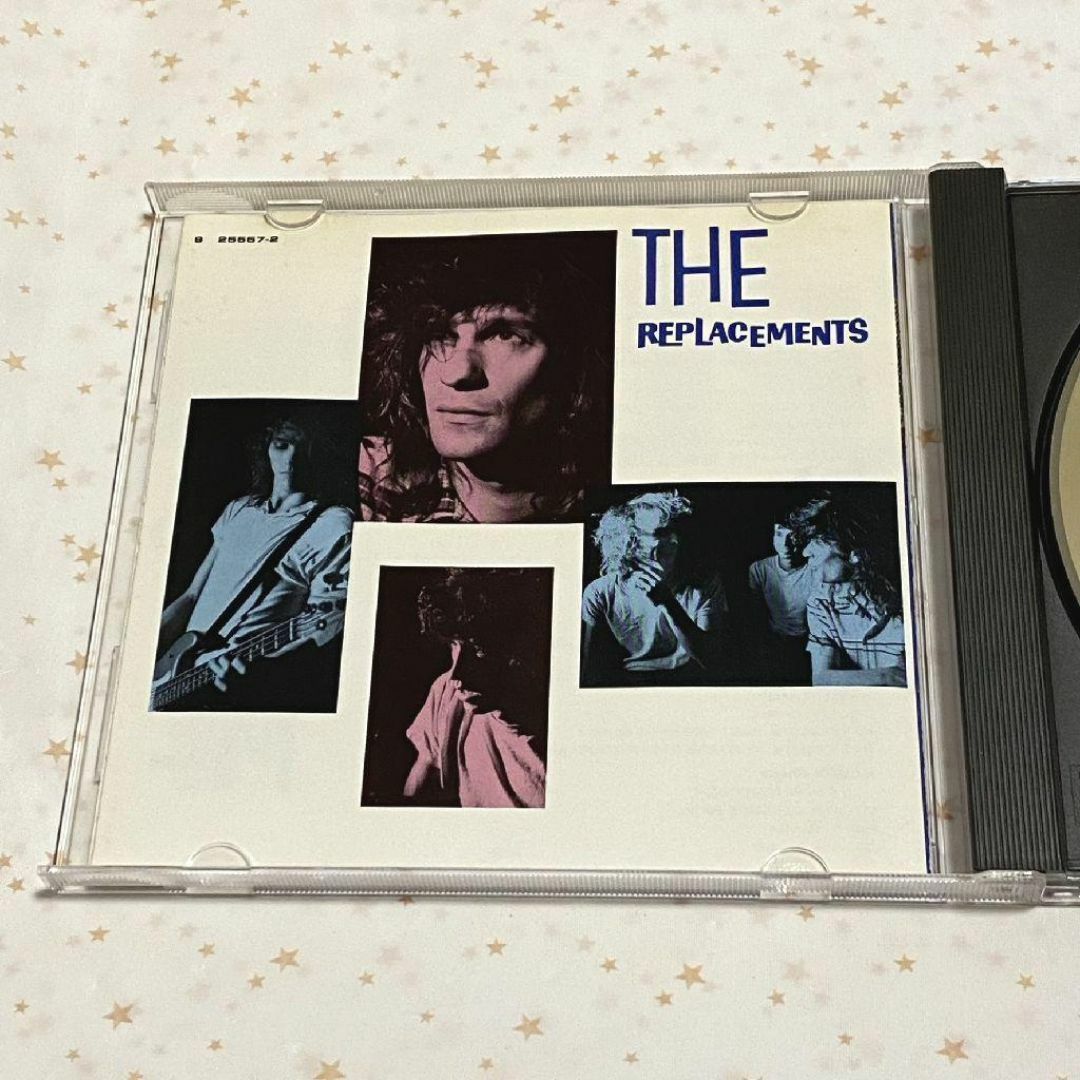 9 25557-2
THE
REPLACEMENTS